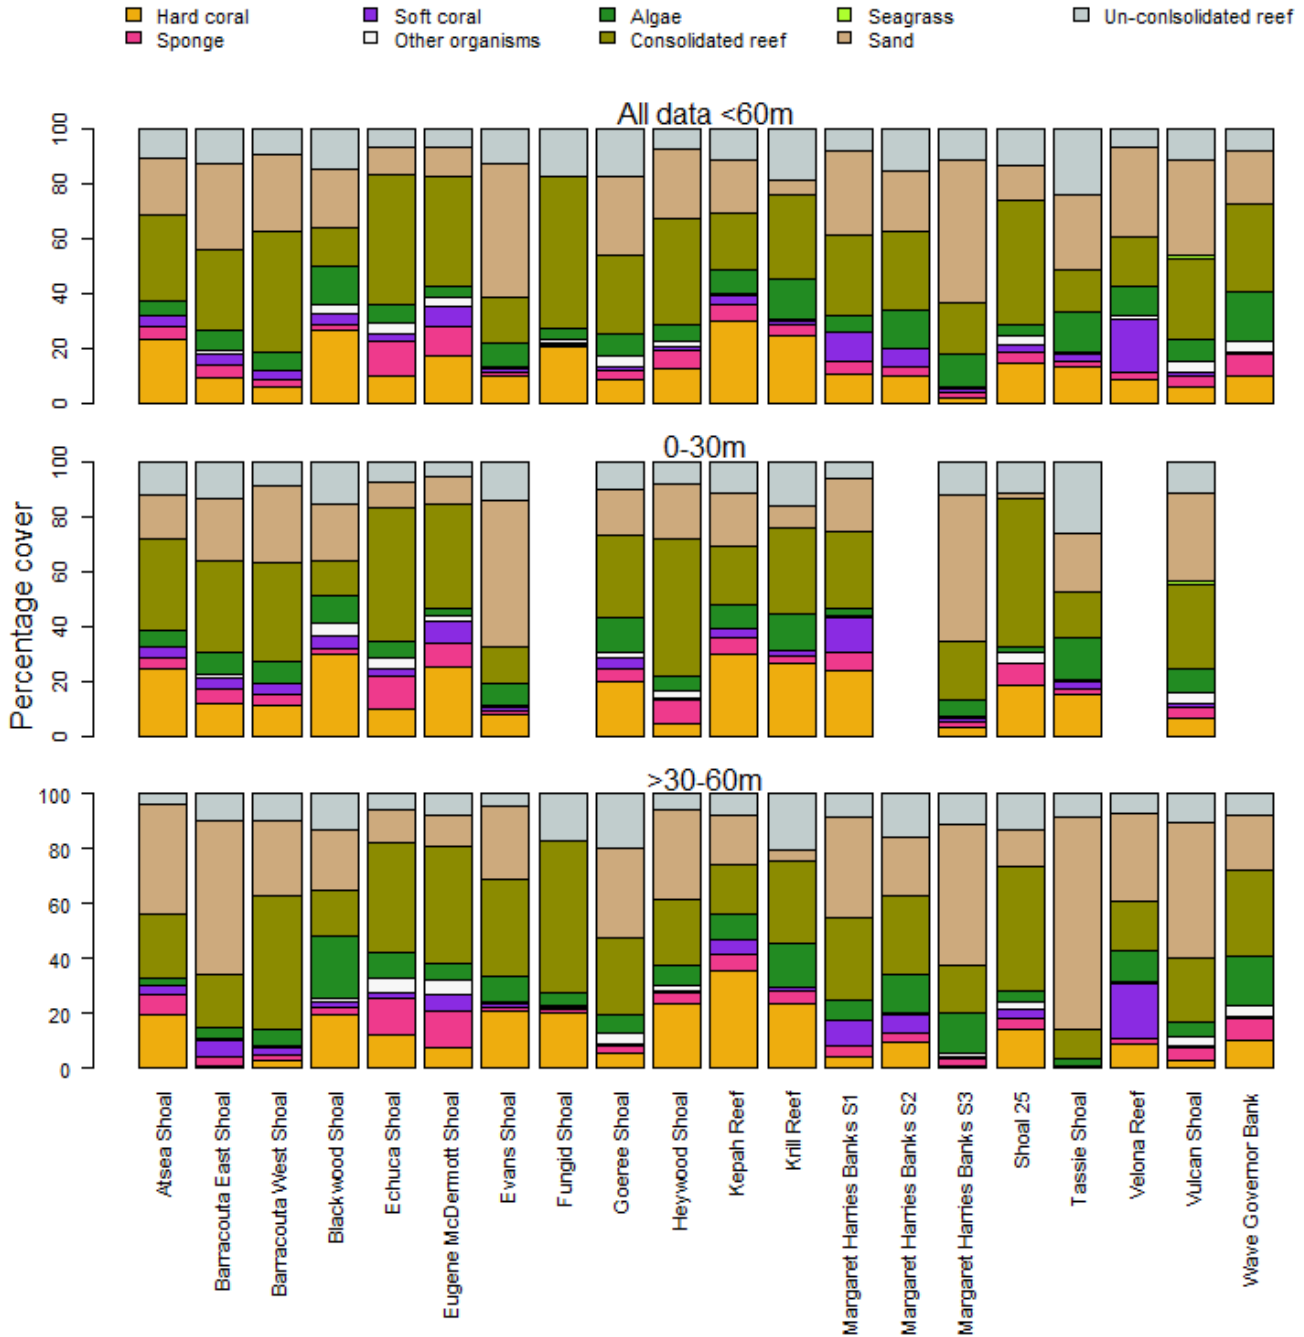 Hard coral Soft coral Algae Seagrass Un-conlsolidated reef
Sponge Other organisms Consolidated reef Sand
All data <60m
100
80
60
40
20
0
0-30m
100
80
60
40
20
0
Percentage cover
>30-60m
100
80
60
40
20
0
Atsea Shoal
Barracouta East Shoal
Barracouta West Shoal
Blackwood Shoal
Echuca Shoal
Eugene McDermott Shoal
Evans Shoal
Fungid Shoal
Goeree Shoal
Heywood Shoal
Kepah Reef
Krill Reef
Margaret Harries Banks S1
Margaret Harries Banks S2
Margaret Harries Banks S3
Shoal 25
Tassie Shoal
Velona Reef
Vulcan Shoal
Wave Governor Bank